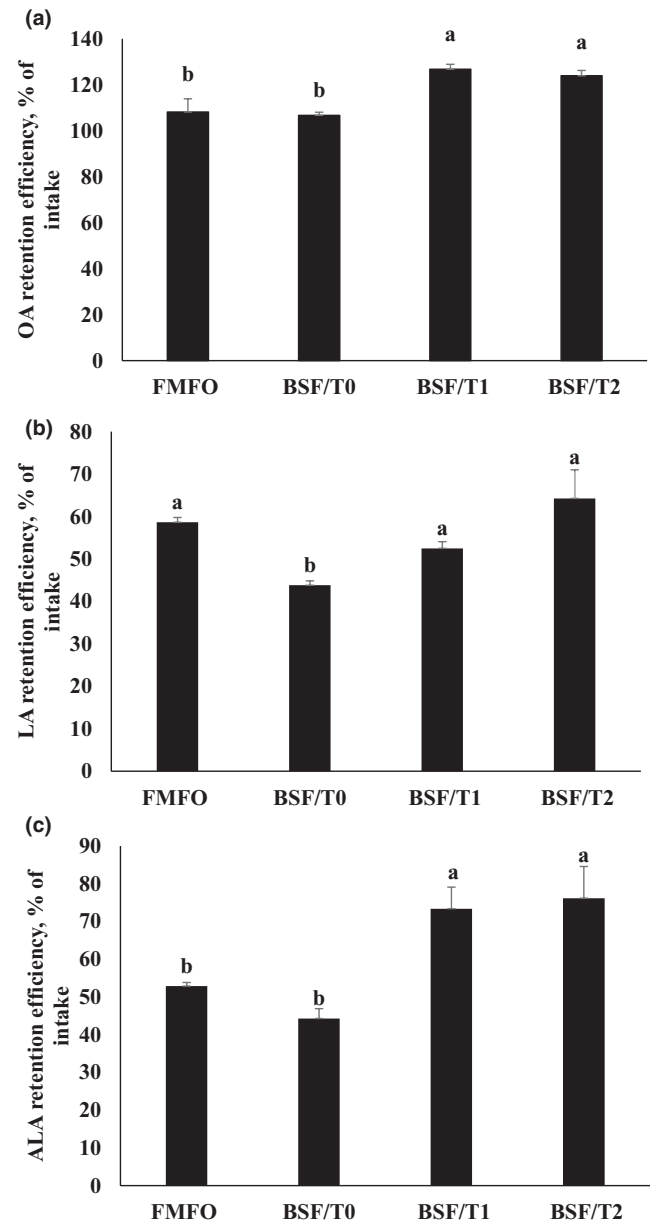 (a)
140
120
100
80
60
40
20
0
OA retention efficiency, % of
intake
b
b
a
a
FMFO
BSF/T0
BSF/T1
BSF/T2
(b)
80
70
60
50
40
30
20
10
0
LA retention efficiency, % of
intake
a
b
a
a
FMFO
BSF/T0
BSF/T1
BSF/T2
(c)
90
80
70
60
50
40
30
20
10
0
ALA retention efficiency, % of
intake
b
b
a
a
FMFO
BSF/T0
BSF/T1
BSF/T2